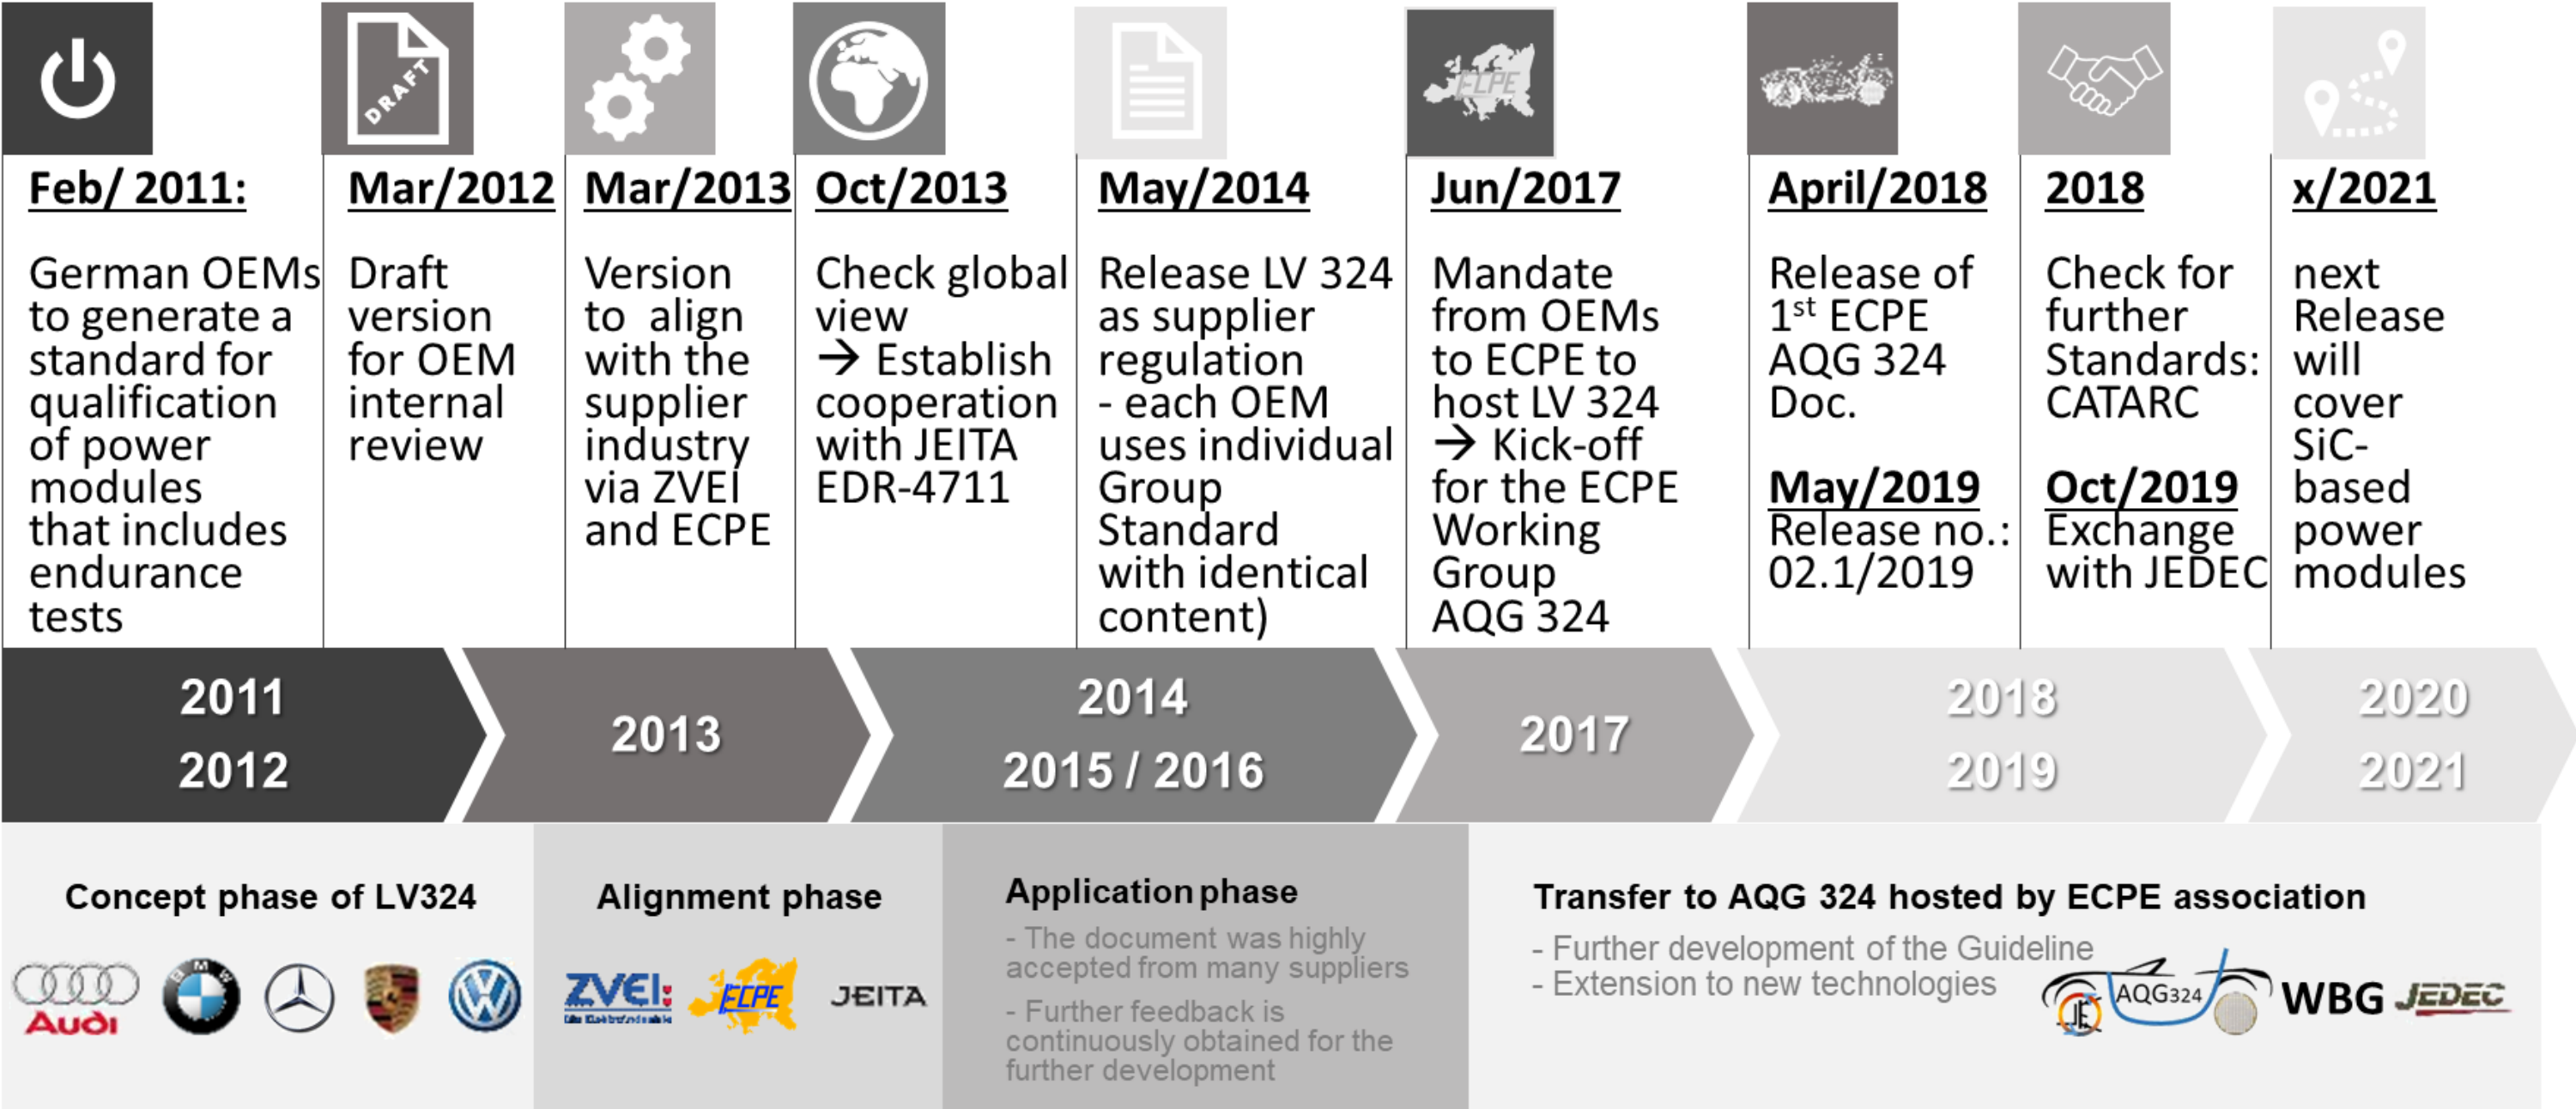 DRAFT
ECPE
Feb/ 2011:
German OEMs
to generate a
standard for
qualification
of power
modules
that includes
endurance
tests
Mar/2012
Draft
version
for OEM
internal
review
Mar/2013
Version
to align
with the
supplier
industry
via ZVEI
and ECPE
Oct/2013
Check global
view
→ Establish
cooperation
with JEITA
EDR-4711
May/2014
Release LV 324
as supplier
regulation
- each OEM
uses individual
Group
Standard
with identical
content)
Jun/2017
Mandate
from OEMs
to ECPE to
host LV 324
→ Kick-off
for the ECPE
Working
Group
AQG 324
April/2018
Release of
1st ECPE
AQG 324
Doc.
May/2019
Release no.:
02.1/2019
2018
Check for
further
Standards:
CATARC
Oct/2019
Exchange
with JEDEC
x/2021
next
Release
will
cover
SiC-
based
power
modules
2011
2012
2013
2014
2015 / 2016
2017
2018
2019
2020
2021
Concept phase of LV324
Audi
BMW
Alignment phase
ZVEI:
ECPE
JEITA
Application phase
- The document was highly
accepted from many suppliers
- Further feedback is
continuously obtained for the
further development
Transfer to AQG 324 hosted by ECPE association
- Further development of the Guideline
- Extension to new technologies
AQG324
WBG
JEDEC